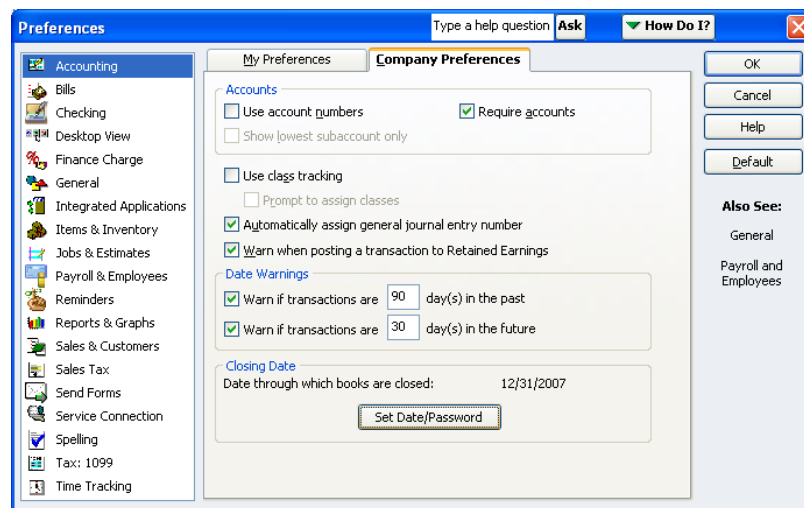 Preferences
Type a help question Ask
How Do I?
Accounting
Bills
Checking
Desktop View
Finance Charge
General
Integrated Applications
Items & Inventory
Jobs & Estimates
Payroll & Employees
Reminders
Reports & Graphs
Sales & Customers
Sales Tax
Send Forms
Service Connection
Spelling
Tax: 1099
Time Tracking
My Preferences
Company Preferences
Accounts
Use account numbers
Require accounts
Show lowest subaccount only
Use class tracking
Prompt to assign classes
Automatically assign general journal entry number
Warn when posting a transaction to Retained Earnings
Date Warnings
Warn if transactions are 90 day(s) in the past
Warn if transactions are 30 day(s) in the future
Closing Date
Date through which books are closed: 12/31/2007
Set Date/Password
OK
Cancel
Help
Default
Also See:
General
Payroll and
Employees